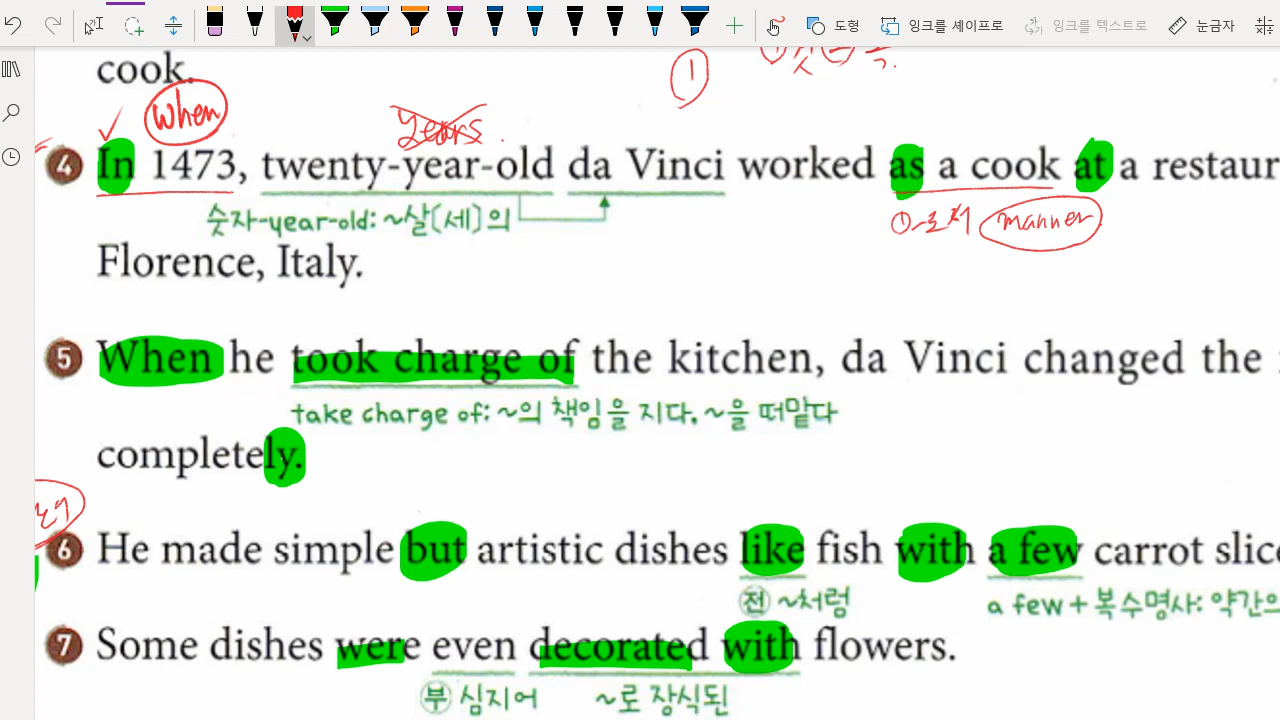 도형 잉크를 셰이프로 잉크를 텍스트로 눈금자
cook.
①
when
years
④ In 1473, twenty-year-old da Vinci worked as a cook at a restaur
숫자-year-old: ~살(세)의
①~로서 manner
Florence, Italy.
⑤ When he took charge of the kitchen, da Vinci changed the
take charge of: ~의 책임을 지다, ~을 떠맡다
completely.
⑥ He made simple but artistic dishes like fish with a few carrot slic
전 ~처럼 a few + 복수명사: 약간의
⑦ Some dishes were even decorated with flowers.
부 심지어 ~로 장식된